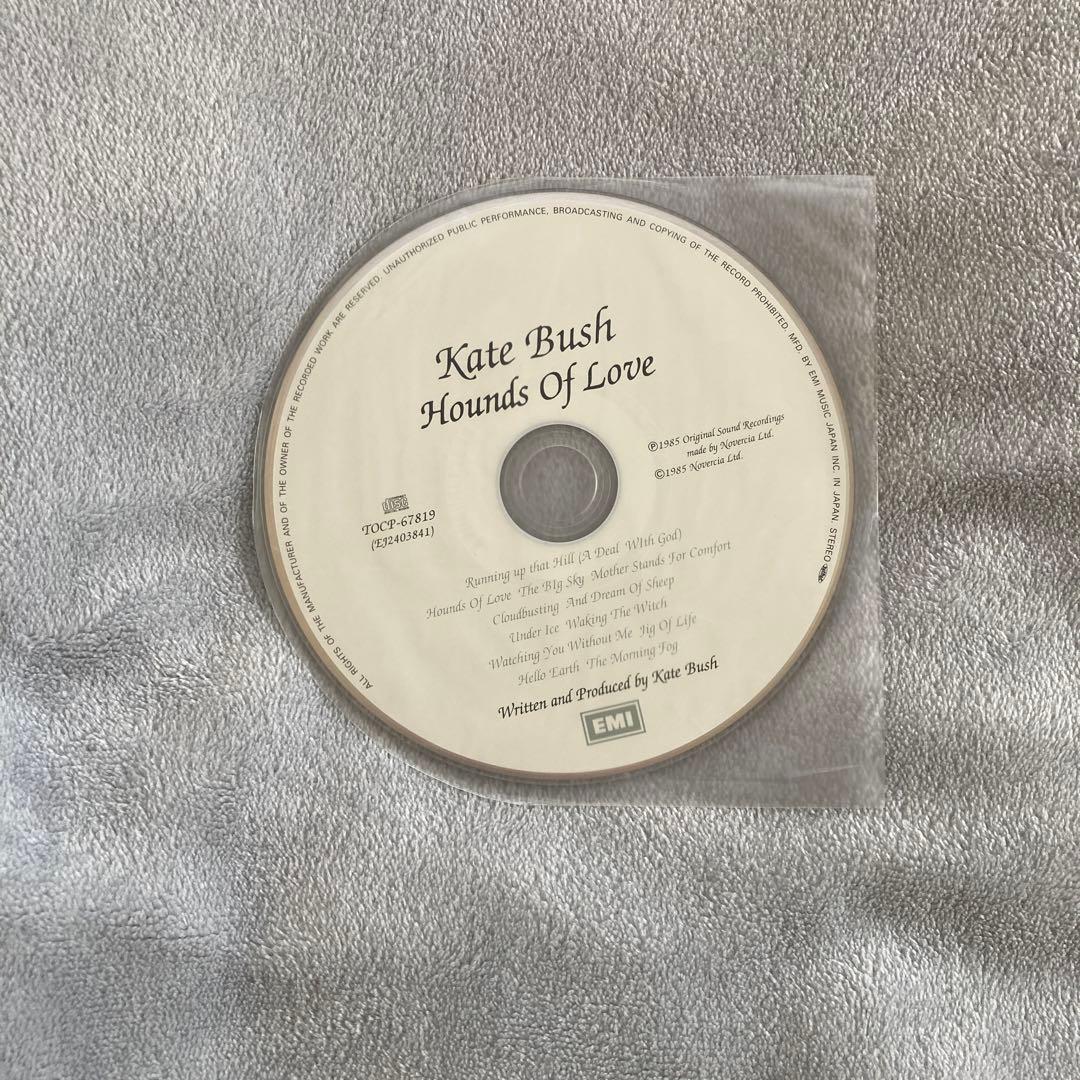 ALL RIGHTS OF THE MANUFACTURER AND OF THE OWNER OF THE RECORDED WORK ARE RESERVED. UNAUTHORIZED PUBLIC PERFORMANCE, BROADCASTING AND COPYING OF THE RECORD PROHIBITED. MFD. BY EMI MUSIC JAPAN INC. IN JAPAN. STEREO
Kate Bush
Hounds Of Love
℗1985 Original Sound Recordings
made by Novercia Ltd.
©1985 Novercia Ltd.
TOCP-67819
(EJ2403841)
Running up that Hill (A Deal WIth God)
Hounds Of Love The BIg Sky Mother Stands For Comfort
Cloudbusting And Dream Of Sheep
Under Ice Waking The Witch
Watching You Without Me Jig Of Life
Hello Earth The Morning Fog
Written and Produced by Kate Bush
EMI